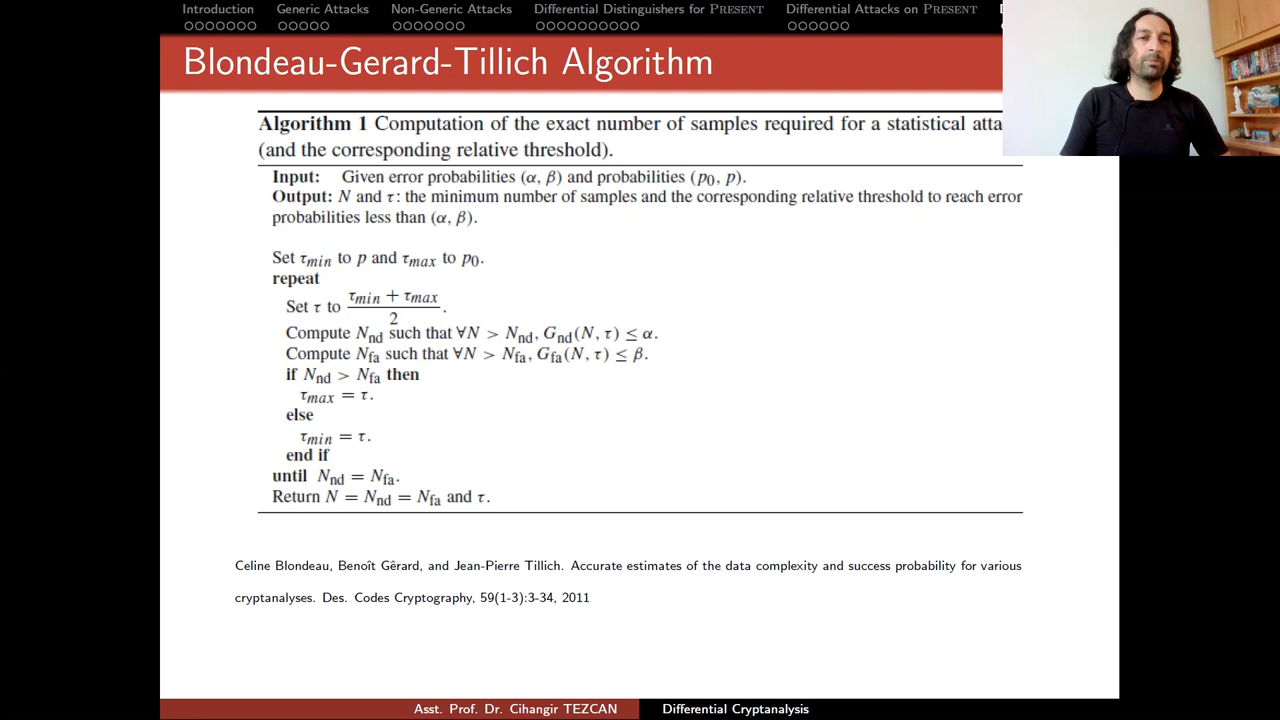 Introduction Generic Attacks Non-Generic Attacks Differential Distinguishers for PRESENT Differential Attacks on PRESENT
Blondeau-Gerard-Tillich Algorithm
Algorithm 1 Computation of the exact number of samples required for a statistical
(and the corresponding relative threshold).
Input: Given error probabilities (α, β) and probabilities (p₀, p).
Output: N and τ: the minimum number of samples and the corresponding relative threshold to reach error
probabilities less than (α, β).
Set τmin to p and τmax to p₀.
repeat
Set τ to (τmin + τmax)/2.
Compute Nnd such that ∀N > Nnd, Gnd(N, τ) ≤ α.
Compute Nfa such that ∀N > Nfa, Gfa(N, τ) ≤ β.
if Nnd > Nfa then
τmax = τ.
else
τmin = τ.
end if
until Nnd = Nfa.
Return N = Nnd = Nfa and τ.
Celine Blondeau, Benoît Gêrard, and Jean-Pierre Tillich. Accurate estimates of the data complexity and success probability for various
cryptanalyses. Des. Codes Cryptography, 59(1-3):3-34, 2011
Asst. Prof. Dr. Cihangir TEZCAN Differential Cryptanalysis